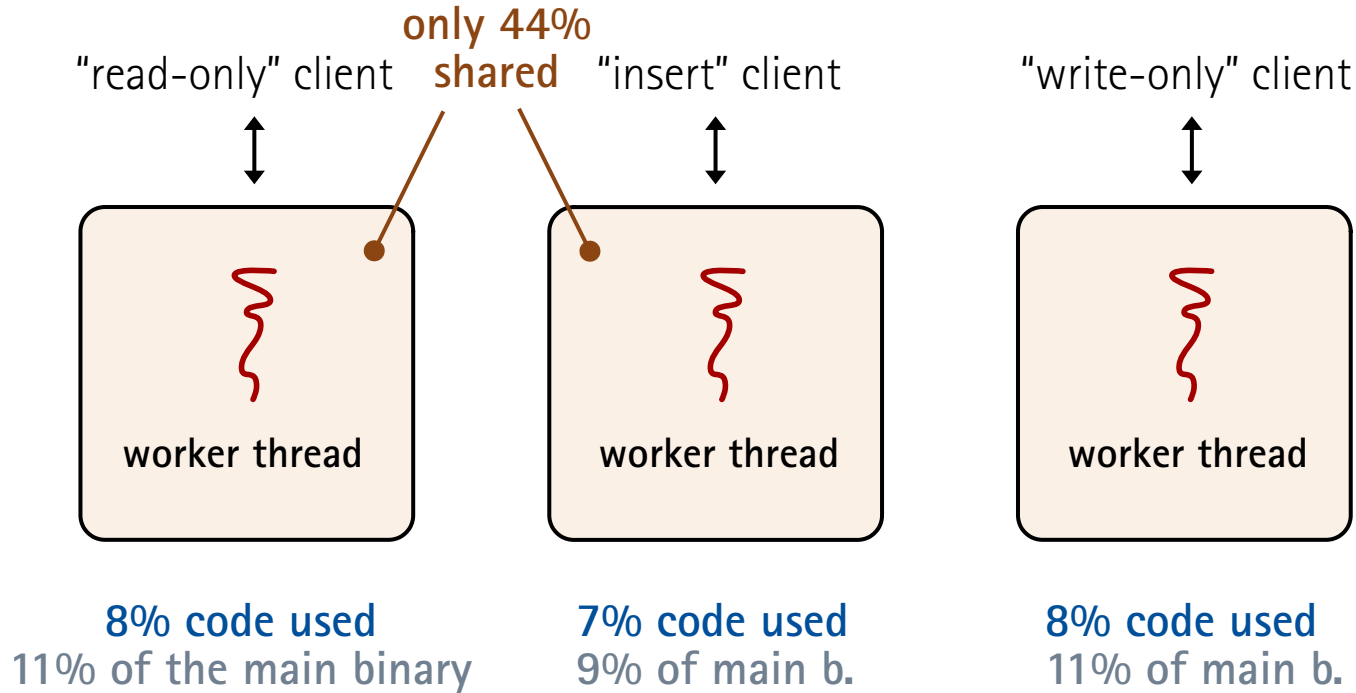 only 44%
shared
“read-only” client
“insert” client
“write-only” client
worker thread
worker thread
worker thread
8% code used
11% of the main binary
7% code used
9% of main b.
8% code used
11% of main b.